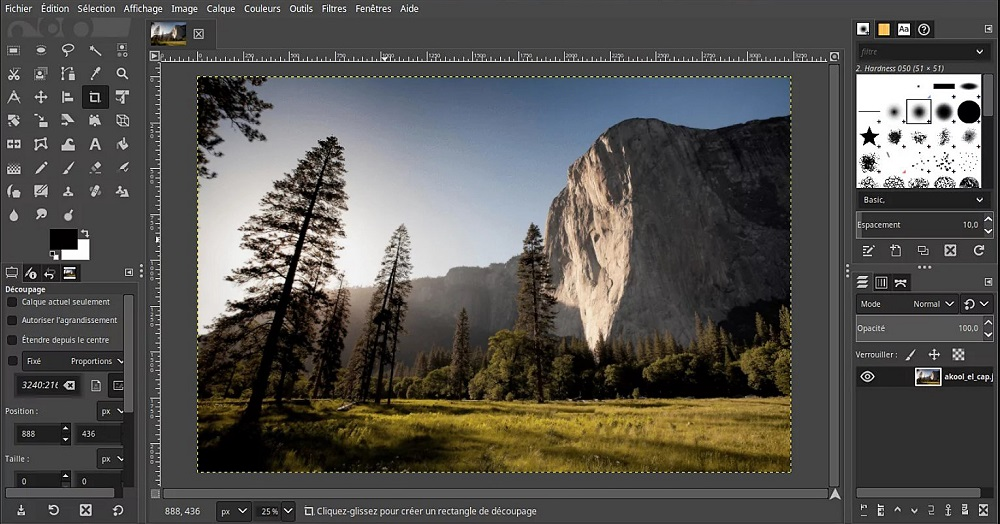 Fichier Édition Sélection Affichage Image Calque Couleurs Outils Filtres Fenêtres Aide
filtre
2. Hardness 050 (51 × 51)
Basic,
Espacement 10,0
Découpage
Calque actuel seulement
Autoriser l'agrandissement
Étendre depuis le centre
Fixé Proportions
3240:216
Position : px
888 436
Taille : px
0 0
Mode Normal
Opacité 100,0
Verrouiller :
akool_el_cap.j
888, 436 px 25 % Cliquez-glissez pour créer un rectangle de découpage